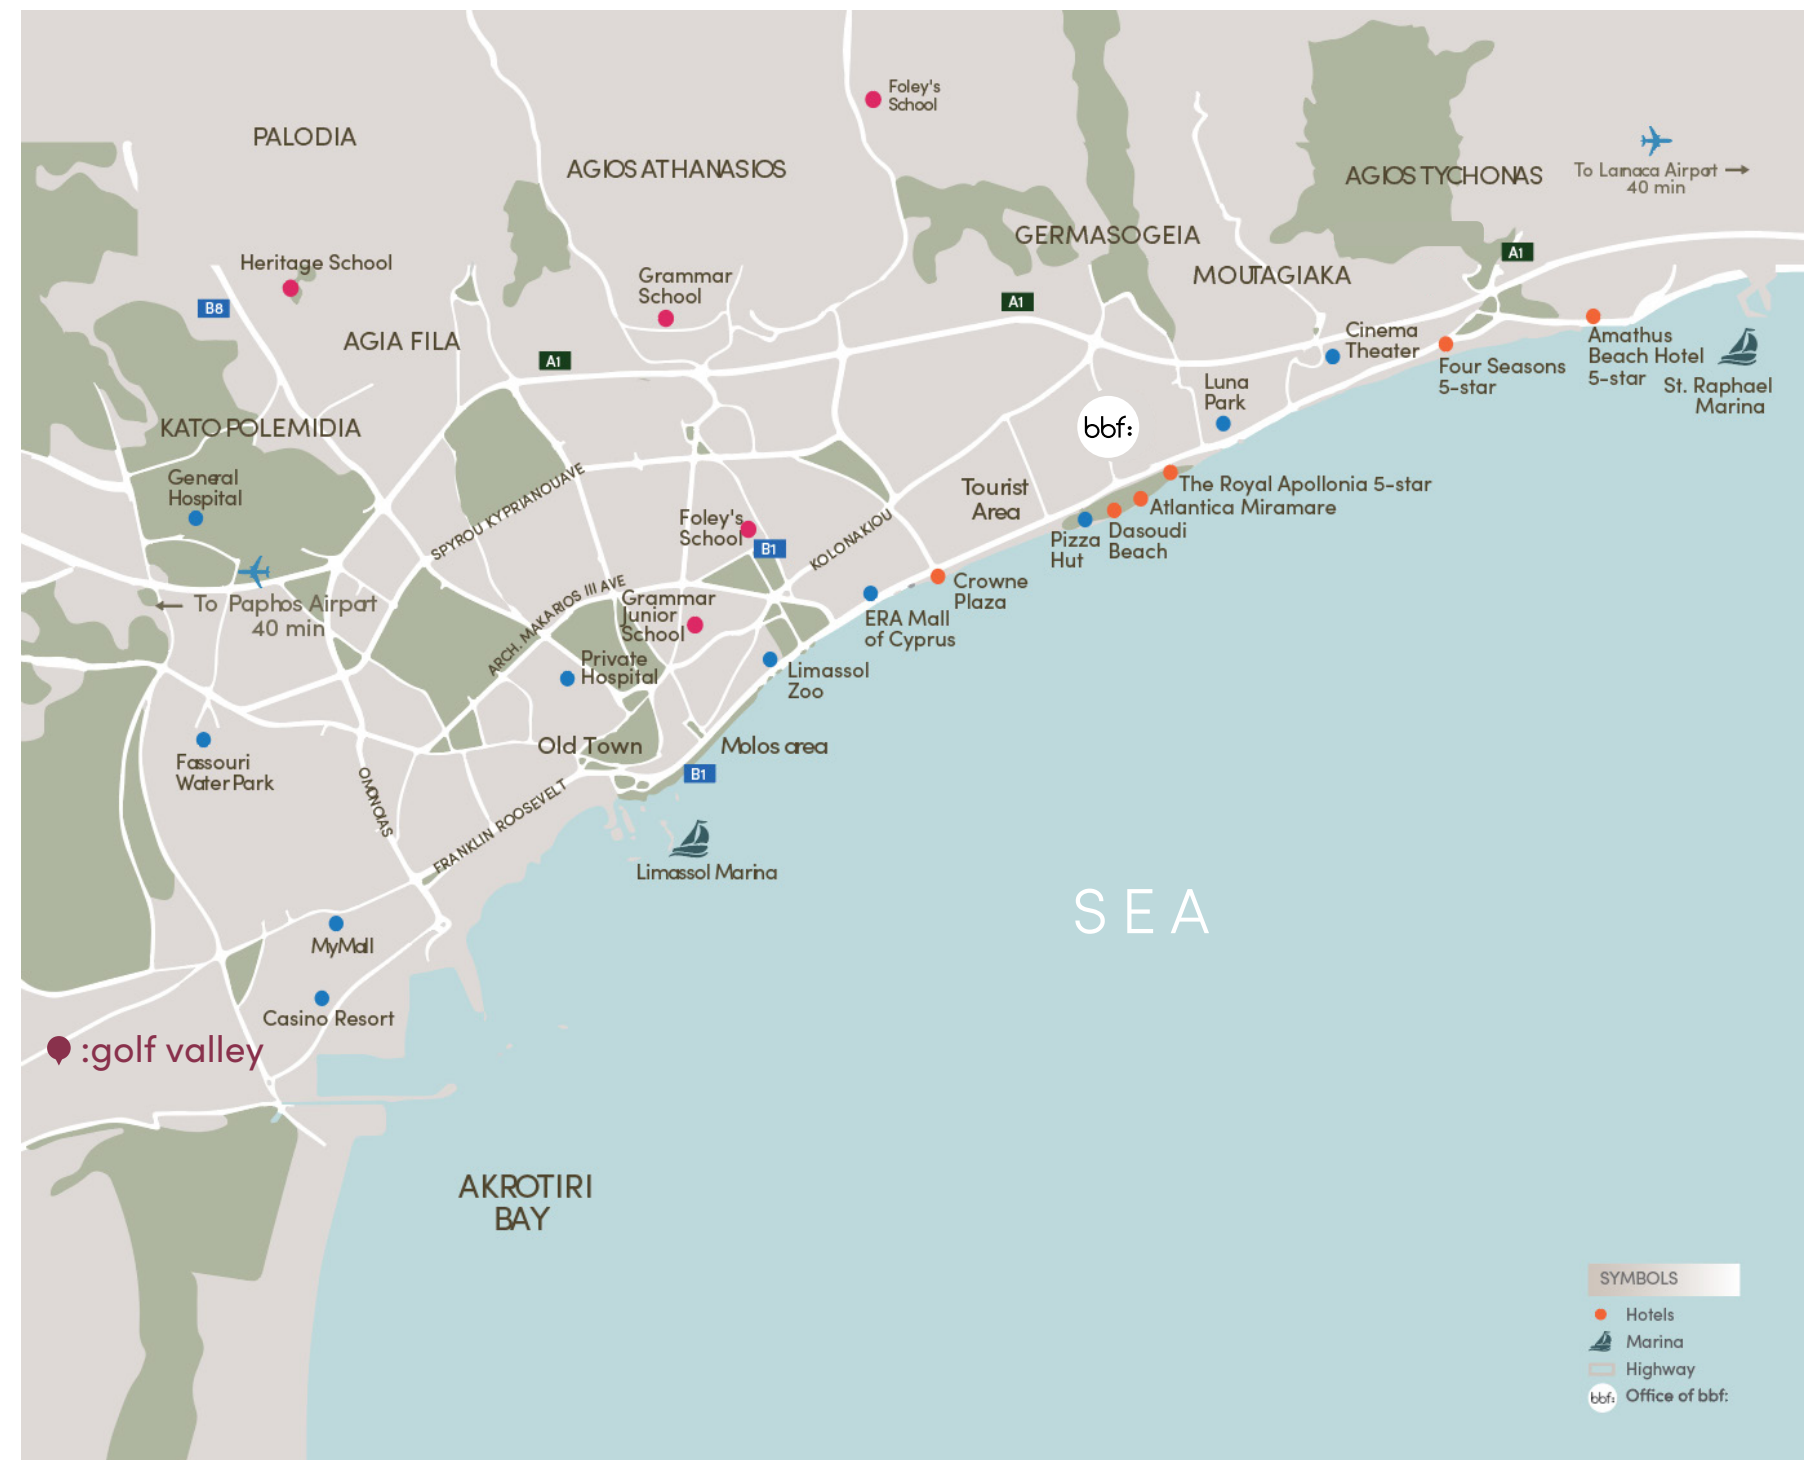 Foley's
School
PALODIA
AGIOS ATHANASIOS
AGIOS TYCHONAS
To Larnaca Airport
40 min
GERMASOGEIA
MOUTAGIAKA
A1
Heritage School
Grammar
School
B8
A1
AGIA FILA
A1
Cinema
Theater
Amathus
Beach Hotel
5-star
Four Seasons
5-star
St. Raphael
Marina
Luna
Park
KATO POLEMIDIA
bbf:
General
Hospital
SPYROU KYPRIANOU AVE
Tourist
Area
The Royal Apollonia 5-star
Atlantica Miramare
Dasoudi
Beach
Pizza
Hut
Foley's
School
B1
KOLONAKIOU
Crowne
Plaza
To Paphos Airport
40 min
ARCH. MAKARIOS III AVE
Grammar
Junior
School
ERA Mall
of Cyprus
Private
Hospital
Limassol
Zoo
Old Town
Molos area
B1
Fassouri
Water Park
OMONOIAS
FRANKLIN ROOSEVELT
Limassol Marina
SEA
MyMall
Casino Resort
:golf valley
AKROTIRI
BAY
SYMBOLS
Hotels
Marina
Highway
bbf: Office of bbf: